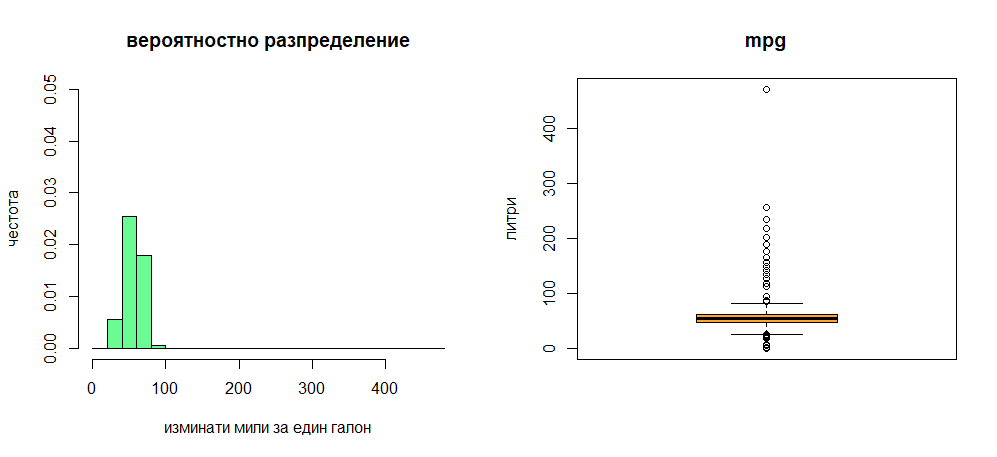 вероятностно разпределение
честота
0.00 0.01 0.02 0.03 0.04 0.05
0 100 200 300 400
изминати мили за един галон
mpg
литри
0 100 200 300 400